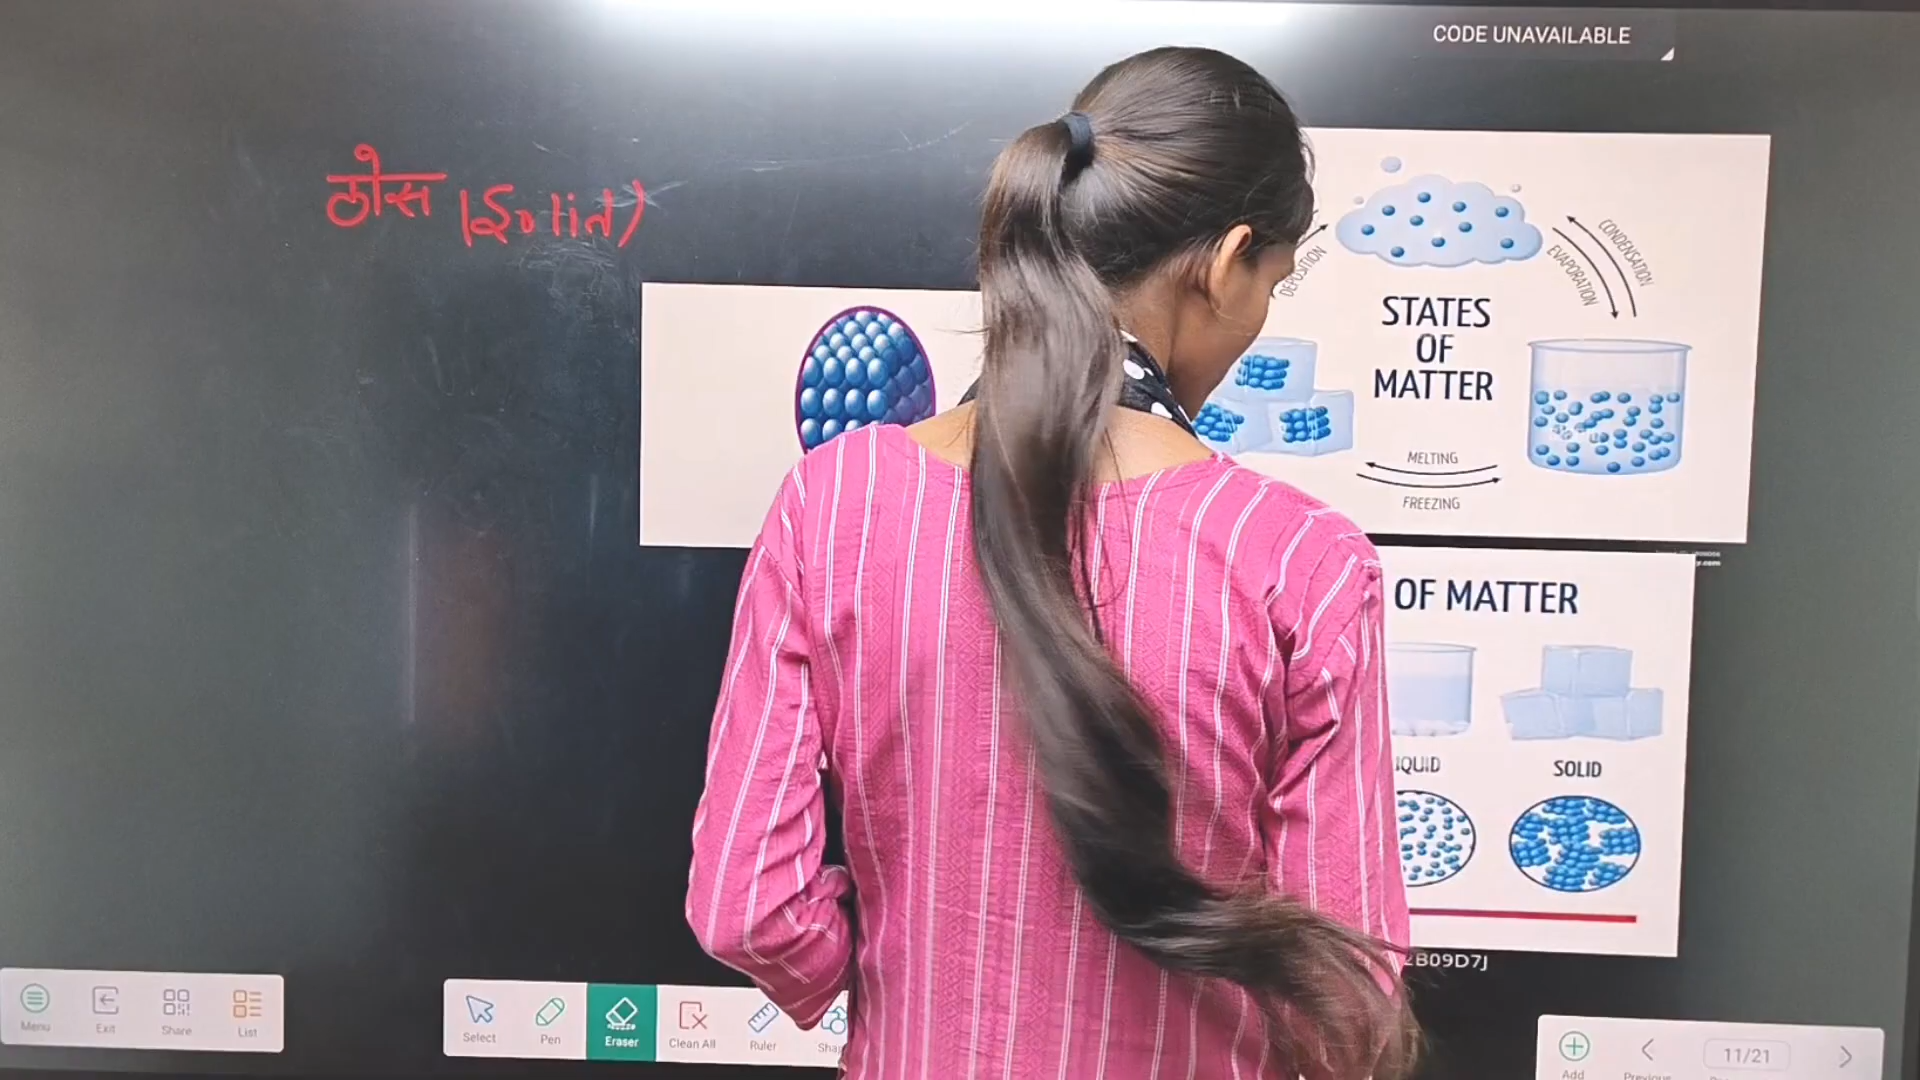 CODE UNAVAILABLE
ठोस (Solid)
DEPOSITION
CONDENSATION
EVAPORATION
STATES
OF
MATTER
MELTING
FREEZING
OF MATTER
IQUID
SOLID
2B09D7J
Menu
Exit
Share
List
Select
Pen
Eraser
Clean All
Ruler
Add
Previous
11/21